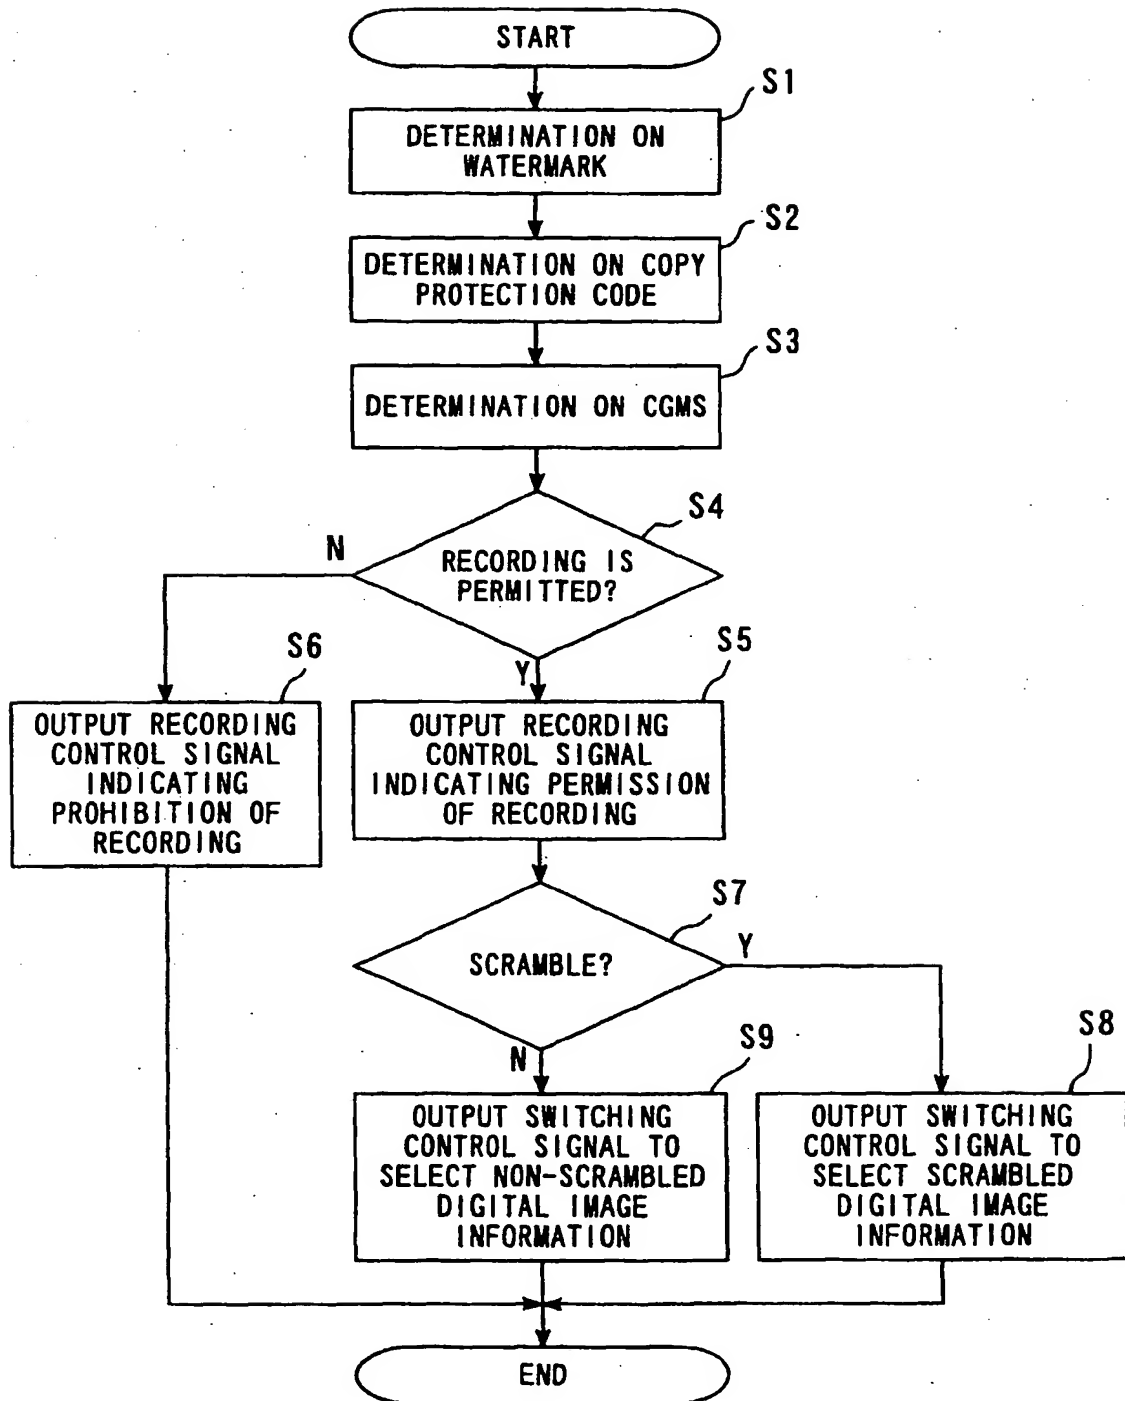 START
S1
DETERMINATION ON
WATERMARK
S2
DETERMINATION ON COPY
PROTECTION CODE
S3
DETERMINATION ON CGMS
S4
RECORDING IS
PERMITTED?
N
Y
S6
OUTPUT RECORDING
CONTROL SIGNAL
INDICATING
PROHIBITION OF
RECORDING
S5
OUTPUT RECORDING
CONTROL SIGNAL
INDICATING PERMISSION
OF RECORDING
S7
SCRAMBLE?
Y
N
S9
OUTPUT SWITCHING
CONTROL SIGNAL TO
SELECT NON-SCRAMBLED
DIGITAL IMAGE
INFORMATION
S8
OUTPUT SWITCHING
CONTROL SIGNAL TO
SELECT SCRAMBLED
DIGITAL IMAGE
INFORMATION
END